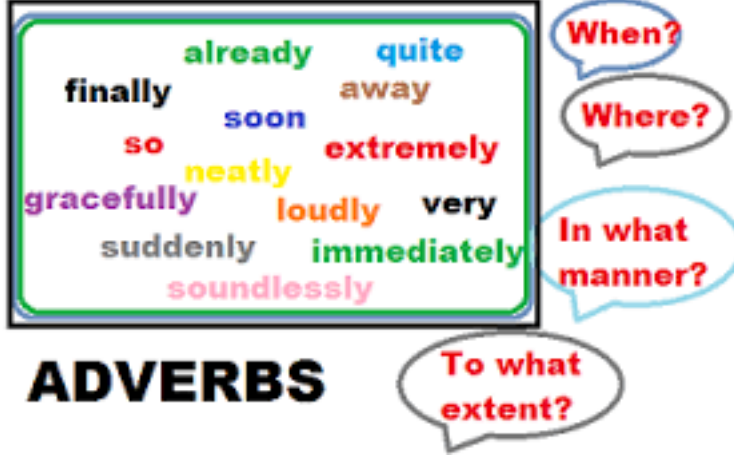 already quite
finally away
soon
so extremely
neatly
gracefully loudly very
suddenly immediately
soundlessly
When?
Where?
In what
manner?
ADVERBS
To what
extent?